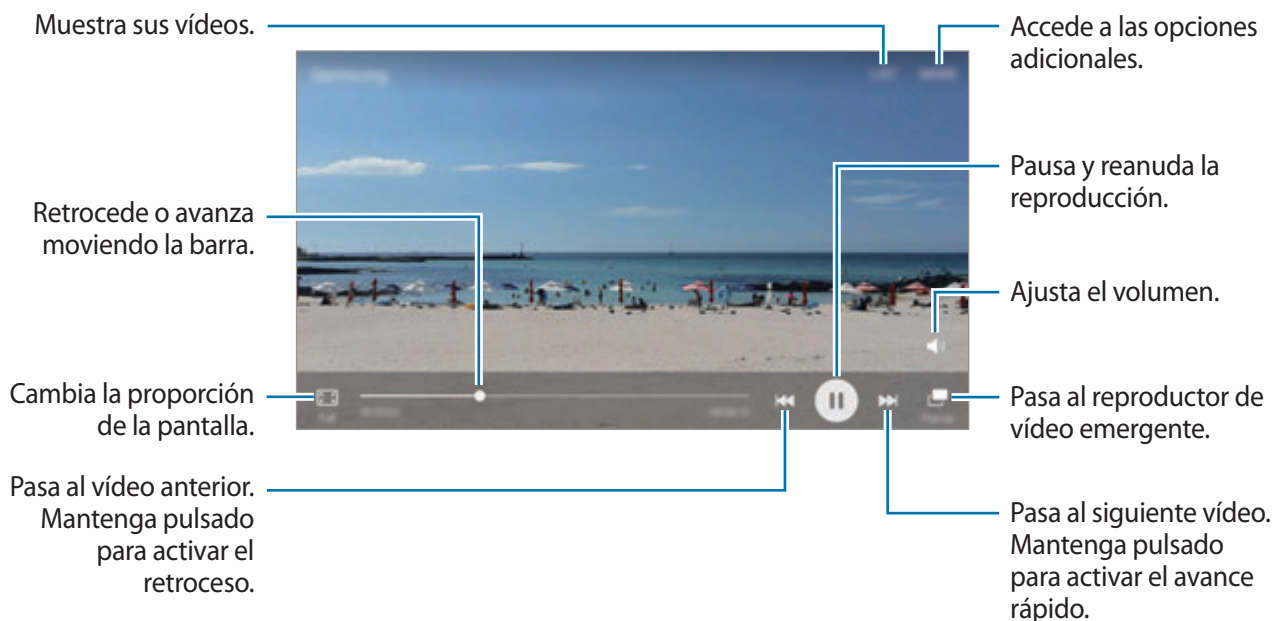 Muestra sus vídeos.
Accede a las opciones
adicionales.
Pausa y reanuda la
reproducción.
Retrocede o avanza
moviendo la barra.
Ajusta el volumen.
Cambia la proporción
de la pantalla.
Pasa al reproductor de
vídeo emergente.
Pasa al vídeo anterior.
Mantenga pulsado
para activar el
retroceso.
Pasa al siguiente vídeo.
Mantenga pulsado
para activar el avance
rápido.